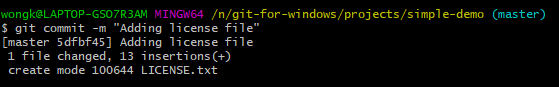 wongk@LAPTOP-GSO7R3AM MINGW64 /n/git-for-windows/projects/simple-demo (master)
$ git commit -m "Adding license file"
[master 5dfbf45] Adding license file
 1 file changed, 13 insertions(+)
 create mode 100644 LICENSE.txt